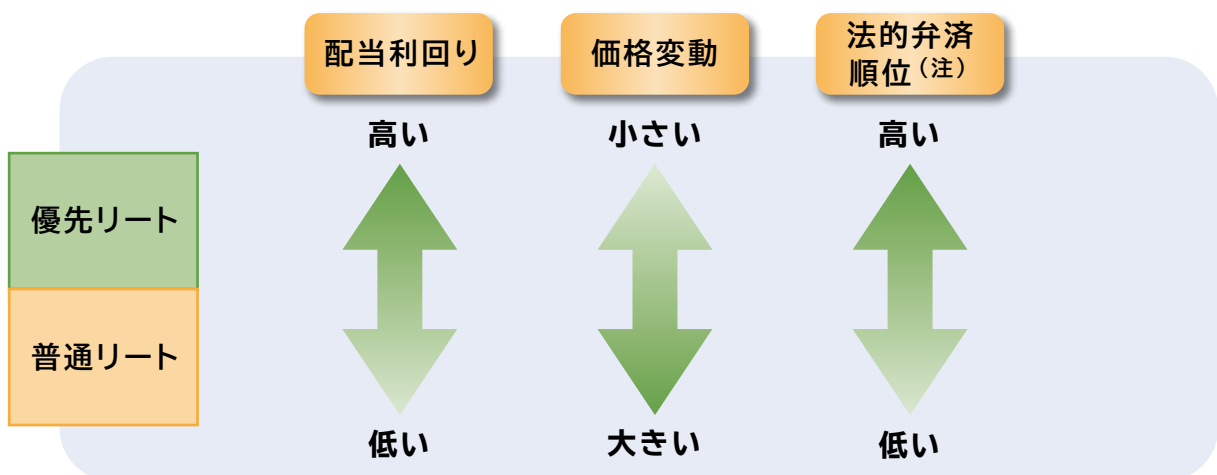 配当利回り
価格変動
法的弁済
順位(注)
高い
小さい
高い
優先リート
普通リート
低い
大きい
低い